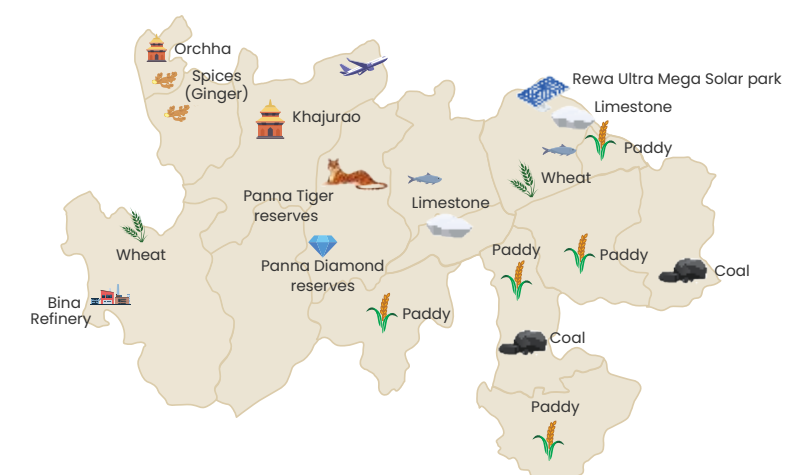 Orchha
Spices
(Ginger)
Rewa Ultra Mega Solar park
Limestone
Khajurao
Paddy
Wheat
Panna Tiger
reserves
Limestone
Wheat
Paddy
Paddy
Panna Diamond
reserves
Coal
Bina
Refinery
Paddy
Coal
Paddy